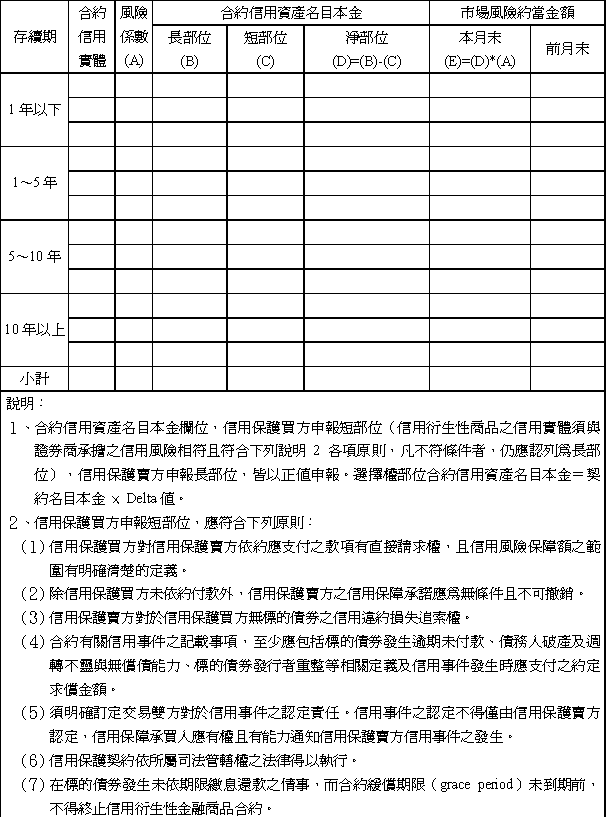 存續期 合約信用實體 風險係數(A) 合約信用資產名目本金 市場風險約當金額
長部位(B) 短部位(C) 淨部位(D)=(B)-(C) 本月末(E)=(D)*(A) 前月末
1 年以下
1～5 年
5～10 年
10 年以上
小計
說明：
１、合約信用資產名目本金欄位，信用保護買方申報短部位（信用衍生性商品之信用實體須與
證券商承擔之信用風險相符且符合下列說明 2 各項原則，凡不符條件者，仍應認列為長部
位），信用保護賣方申報長部位，皆以正值申報。選擇權部位合約信用資產名目本金＝契
約名目本金 x Delta 值。
２、信用保護買方申報短部位，應符合下列原則：
(1) 信用保護買方對信用保護賣方依約應支付之款項有直接請求權，且信用風險保障額之範
圍有明確清楚的定義。
(2) 除信用保護買方未依約付款外，信用保護賣方之信用保障承諾應為無條件且不可撤銷。
(3) 信用保護賣方對於信用保護買方無標的債券之信用違約損失追索權。
(4) 合約有關信用事件之記載事項，至少應包括標的債券發生逾期未付款、債務人破產及週
轉不靈與無償債能力、標的債券發行者重整等相關定義及信用事件發生時應支付之約定
求償金額。
(5) 須明確訂定交易雙方對於信用事件之認定責任。信用事件之認定不得僅由信用保護賣方
認定，信用保障承買人應有權且有能力通知信用保護賣方信用事件之發生。
(6) 信用保護契約依所屬司法管轄權之法律得以執行。
(7) 在標的債券發生未依期限繳息還款之情事，而合約緩償期限（grace period）未到期前，
不得終止信用衍生性金融商品合約。